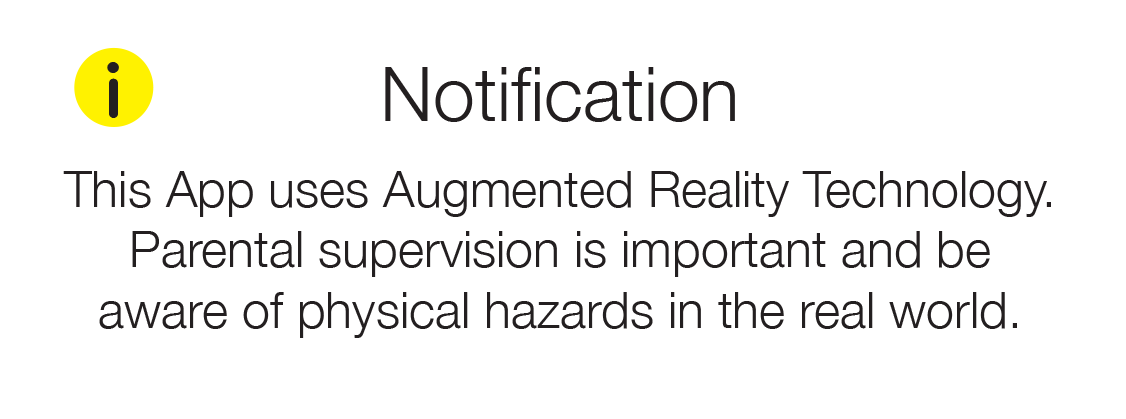 i
Notification
This App uses Augmented Reality Technology.
Parental supervision is important and be
aware of physical hazards in the real world.